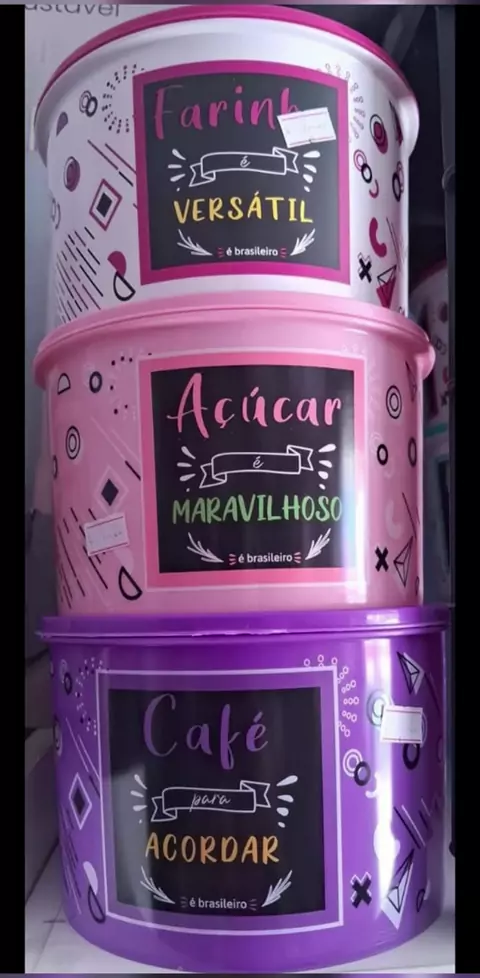 Farinh
é
VERSÁTIL
é brasileiro
Açúcar
é
MARAVILHOSO
é brasileiro
Café
para
ACORDAR
é brasileiro